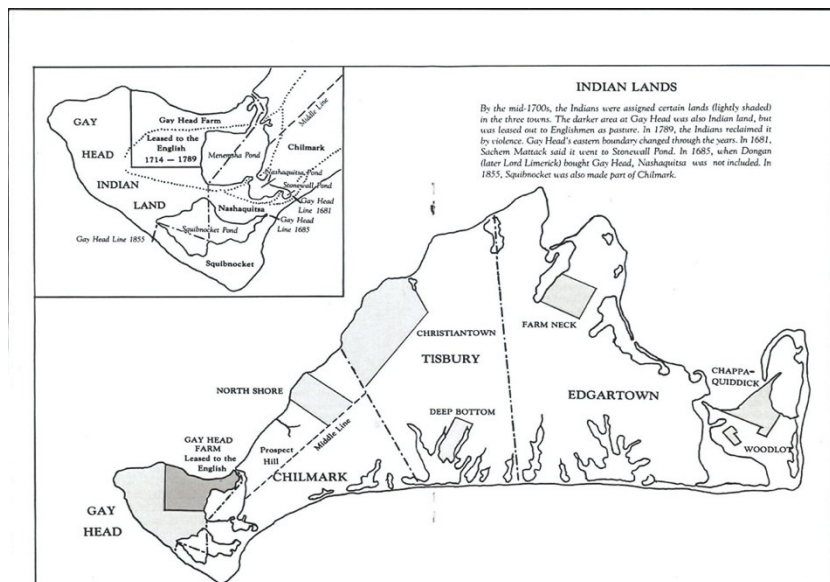 INDIAN LANDS
By the mid-1700s, the Indians were assigned certain lands (lightly shaded)
in the three towns. The darker area at Gay Head was also Indian land, but
was leased out to Englishmen as pasture. In 1789, the Indians reclaimed it
by violence. Gay Head's eastern boundary changed through the years. In 1681,
Sachem Mattack said it went to Stonewall Pond. In 1685, when Dongan
(later Lord Limerick) bought Gay Head, Nashaquitsa was not included. In
1855, Squibnocket was also made part of Chilmark.
GAY
HEAD
INDIAN
LAND
Gay Head Farm
Leased to the
English
1714 — 1789
Middle Line
Menemsha Pond
Chilmark
Nashaquitsa Pond
Stonewall Pond
Gay Head
Line 1681
Nashaquitsa
Gay Head
Line 1685
Squibnocket Pond
Gay Head Line 1855
Squibnocket
CHRISTIANTOWN
TISBURY
FARM NECK
NORTH SHORE
EDGARTOWN
CHAPPA-
QUIDDICK
DEEP BOTTOM
WOODLOT
Middle Line
GAY HEAD
FARM
Leased to the
English
Prospect
Hill
CHILMARK
GAY
HEAD